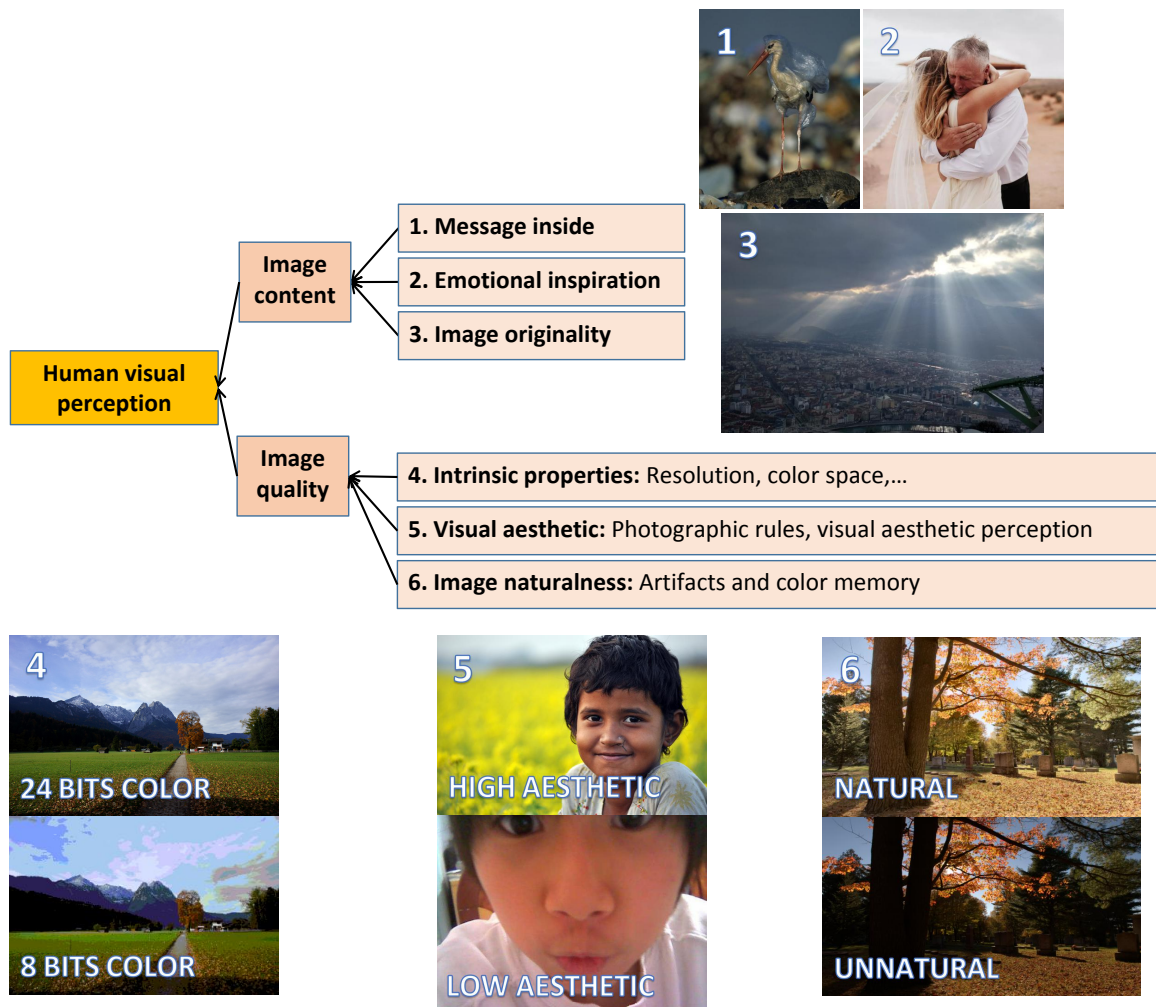 1
2
3
1. Message inside
Image
content
2. Emotional inspiration
3. Image originality
Human visual
perception
Image
quality
4. Intrinsic properties: Resolution, color space,...
5. Visual aesthetic: Photographic rules, visual aesthetic perception
6. Image naturalness: Artifacts and color memory
4
24 BITS COLOR
8 BITS COLOR
5
HIGH AESTHETIC
LOW AESTHETIC
6
NATURAL
UNNATURAL